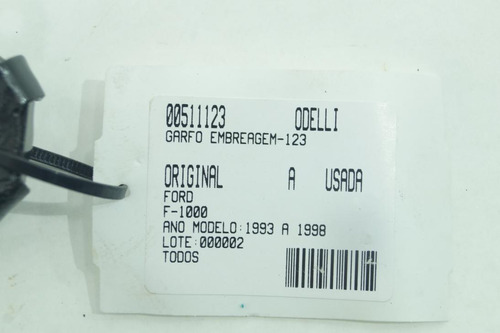 00511123 ODELLI
GARFO EMBREAGEM-123
ORIGINAL A USADA
FORD
F-1000
ANO MODELO:1993 A 1998
LOTE:000002
TODOS